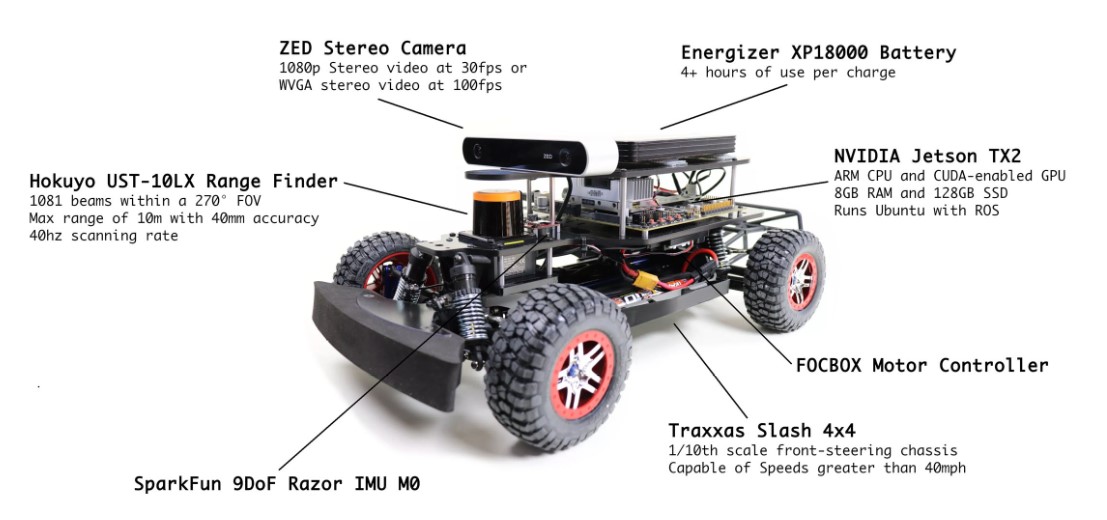 ZED Stereo Camera
1080p Stereo video at 30fps or
WVGA stereo video at 100fps
Energizer XP18000 Battery
4+ hours of use per charge
NVIDIA Jetson TX2
ARM CPU and CUDA-enabled GPU
8GB RAM and 128GB SSD
Runs Ubuntu with ROS
Hokuyo UST-10LX Range Finder
1081 beams within a 270° FOV
Max range of 10m with 40mm accuracy
40hz scanning rate
ZED
FOCBOX Motor Controller
Traxxas Slash 4x4
1/10th scale front-steering chassis
Capable of Speeds greater than 40mph
SparkFun 9DoF Razor IMU M0